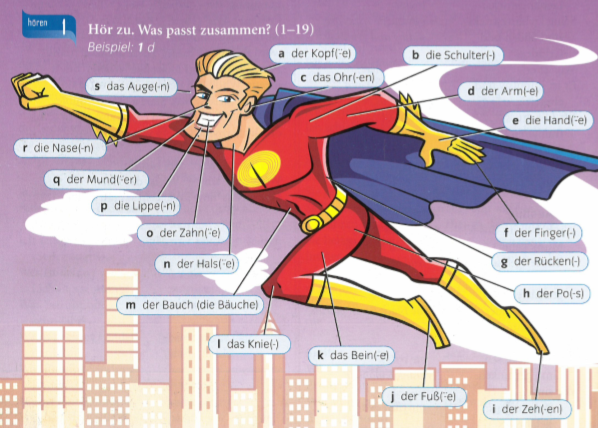 hören 1
Hör zu. Was passt zusammen? (1–19)
Beispiel: 1 d
a der Kopf(¨e)
b die Schulter(-)
c das Ohr(-en)
s das Auge(-n)
d der Arm(-e)
e die Hand(¨e)
r die Nase(-n)
q der Mund(¨er)
p die Lippe(-n)
o der Zahn(¨e)
f der Finger(-)
n der Hals(¨e)
g der Rücken(-)
h der Po(-s)
m der Bauch (die Bäuche)
l das Knie(-)
k das Bein(-e)
j der Fuß(¨e)
i der Zeh(-en)